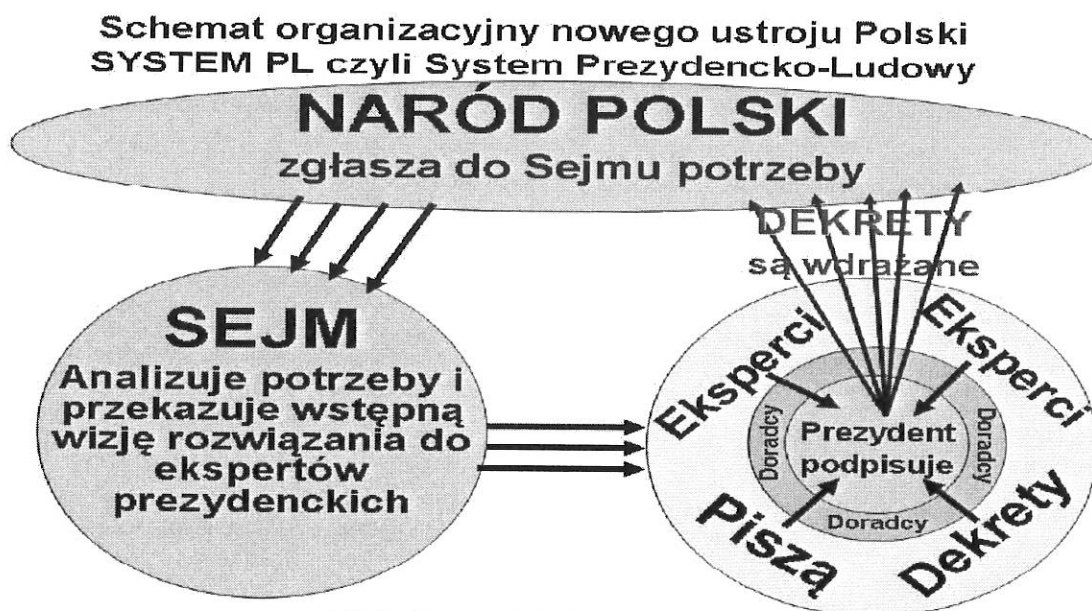 Schemat organizacyjny nowego ustroju Polski
SYSTEM PL czyli System Prezydencko-Ludowy
NARÓD POLSKI
zgłasza do Sejmu potrzeby
DEKRETY
są wdrażane
SEJM
Analizuje potrzeby i
przekazuje wstępną
wizję rozwiązania do
ekspertów
prezydenckich
Eksperci
Eksperci
Doradcy
Doradcy
Prezydent
podpisuje
Doradcy
Piszą
Dekrety